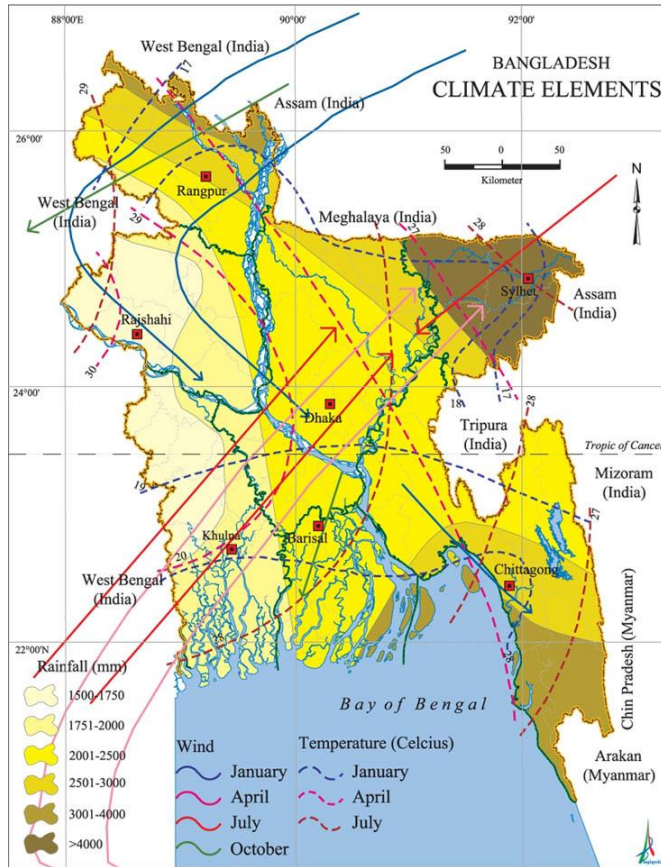 88°00'E
90°00'
92°00'
West Bengal (India)
17
BANGLADESH
CLIMATE ELEMENTS
29
Assam (India)
26°00'
50
0
50
Kilometer
N
Rangpur
West Bengal
(India)
29
Meghalaya (India)
27
28
Sylhet
Assam
(India)
Rajshahi
30
24°00'
18
17
28
Dhaka
Tripura
(India)
Tropic of Cancer
Mizoram
(India)
19
27
Khulna
Barisal
20
West Bengal
(India)
Chittagong
28
22°00'
28
Chin Pradesh (Myanmar)
Rainfall (mm)
1500-1750
1751-2000
2001-2500
2501-3000
3001-4000
>4000
Bay of Bengal
Wind
January
April
July
October
Temperature (Celcius)
January
April
July
Arakan
(Myanmar)